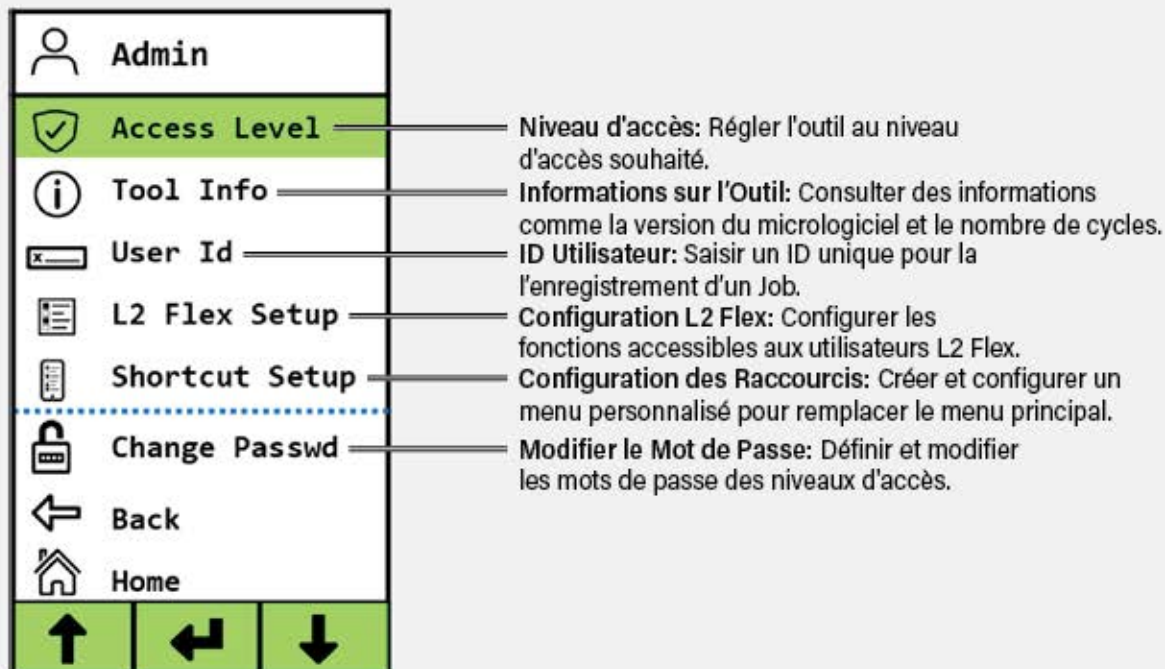 Admin
Access Level
Niveau d'accès: Régler l'outil au niveau
d'accès souhaité.
Tool Info
Informations sur l'Outil: Consulter des informations
comme la version du micrologiciel et le nombre de cycles.
User Id
ID Utilisateur: Saisir un ID unique pour la
l'enregistrement d'un Job.
L2 Flex Setup
Configuration L2 Flex: Configurer les
fonctions accessibles aux utilisateurs L2 Flex.
Shortcut Setup
Configuration des Raccourcis: Créer et configurer un
menu personnalisé pour remplacer le menu principal.
Change Passwd
Modifier le Mot de Passe: Définir et modifier
les mots de passe des niveaux d'accès.
Back
Home